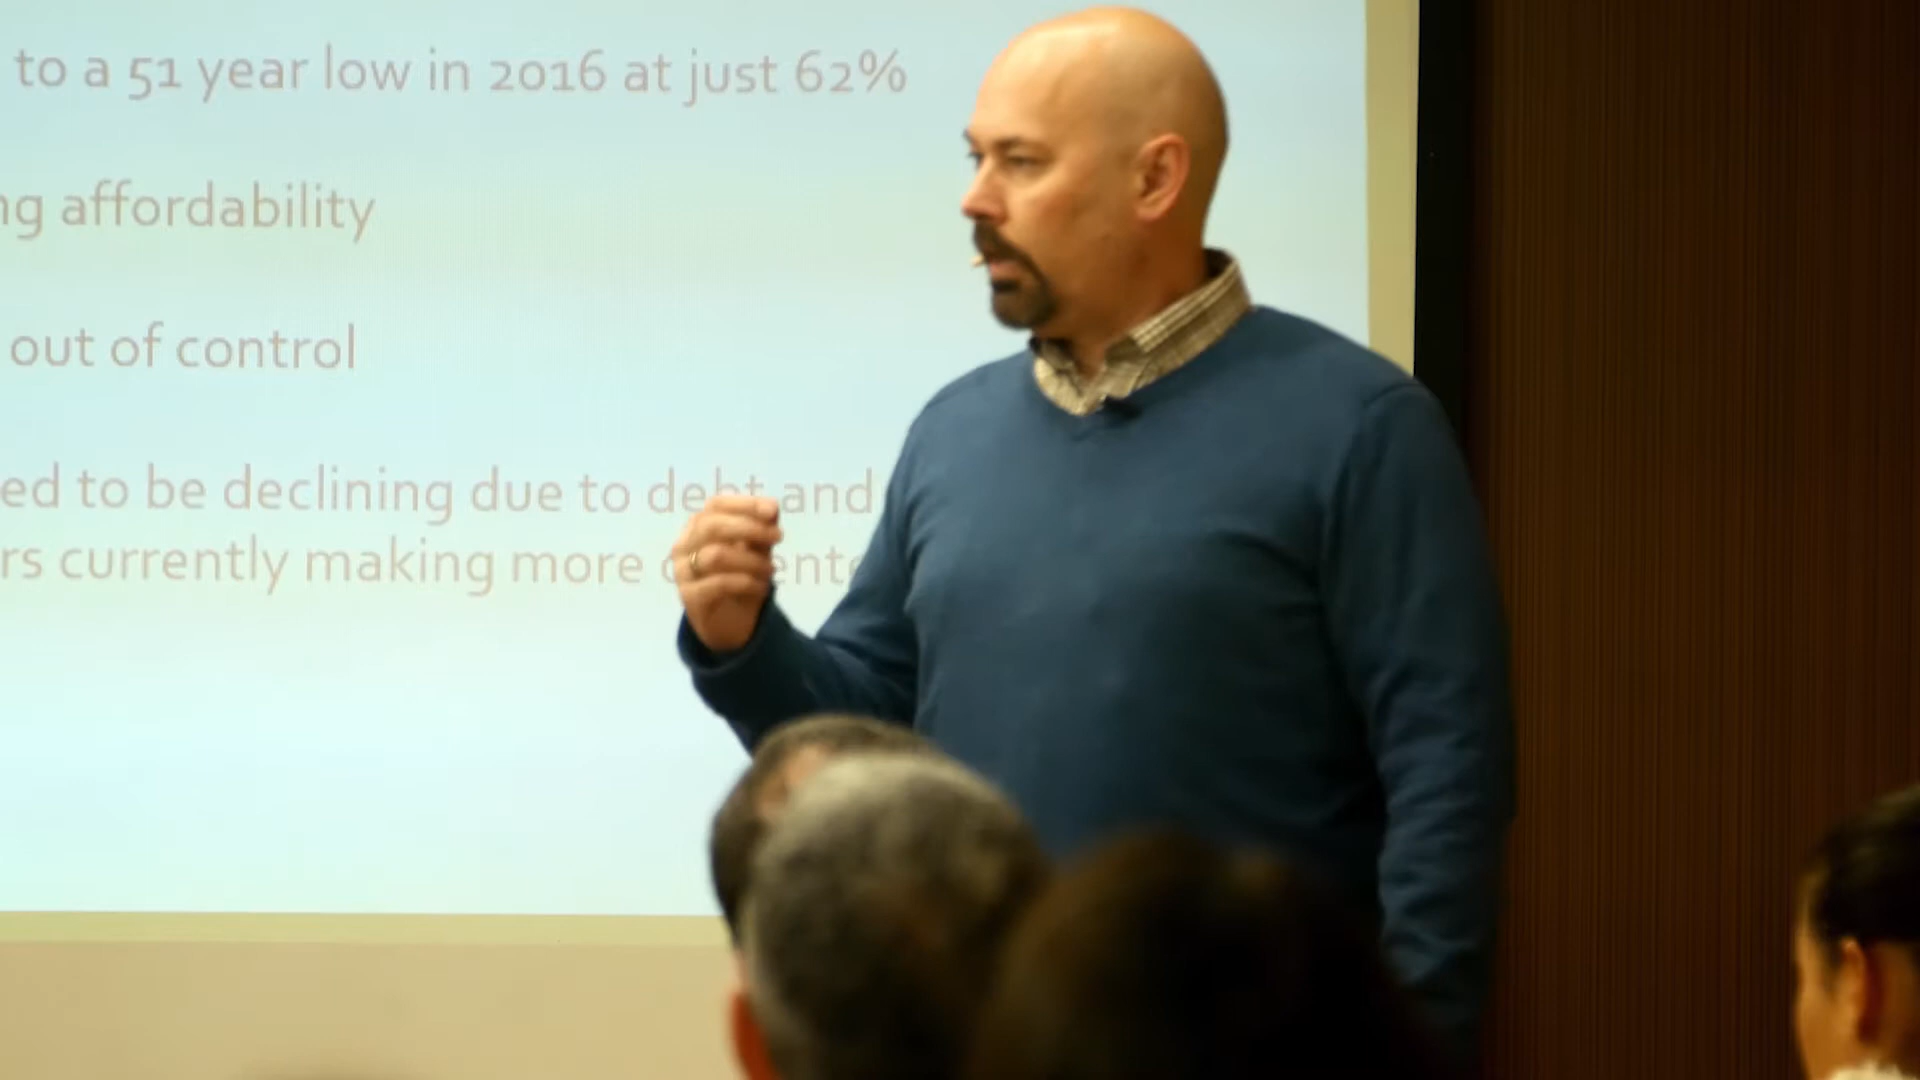 to a 51 year low in 2016 at just 62%
ng affordability
out of control
ed to be declining due to debt and
rs currently making more